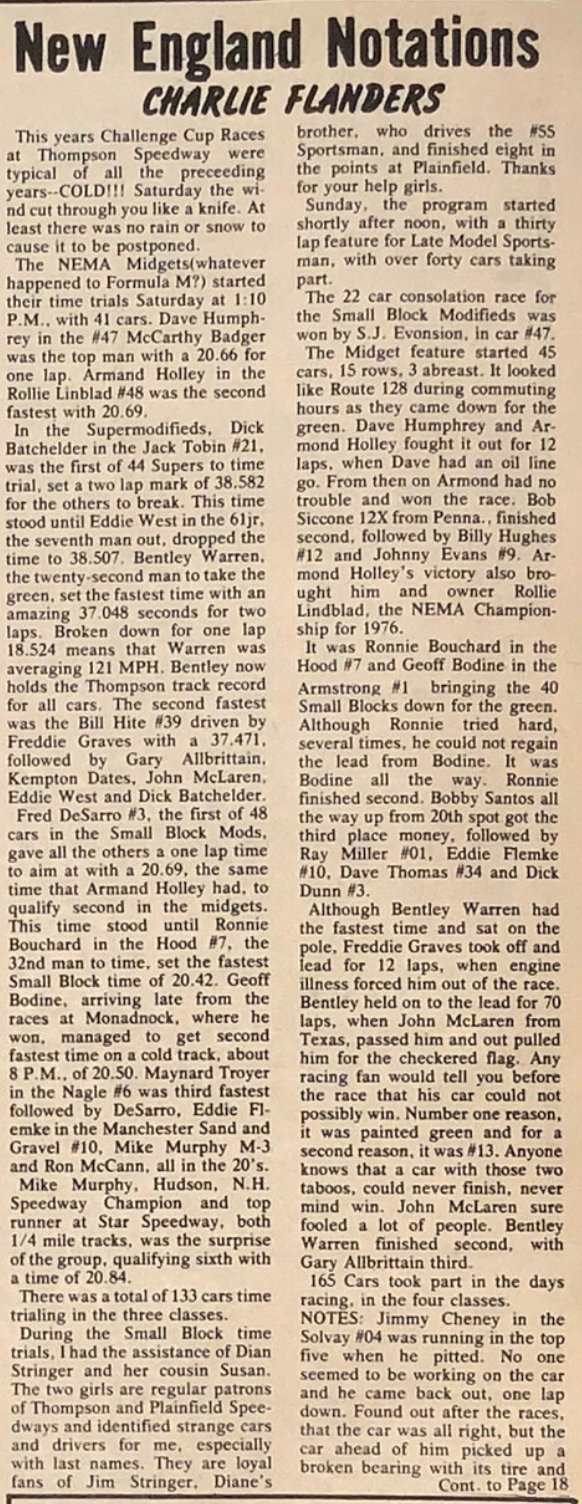 New England Notations
CHARLIE FLANDERS
This years Challenge Cup Races
at Thompson Speedway were
typical of all the preceeding
years--COLD!!! Saturday the wi-
nd cut through you like a knife. At
least there was no rain or snow to
cause it to be postponed.
The NEMA Midgets(whatever
happened to Formula M?) started
their time trials Saturday at 1:10
P.M., with 41 cars. Dave Humph-
rey in the #47 McCarthy Badger
was the top man with a 20.66 for
one lap. Armand Holley in the
Rollie Linblad #48 was the second
fastest with 20.69.
In the Supermodifieds, Dick
Batchelder in the Jack Tobin #21,
was the first of 44 Supers to time
trial, set a two lap mark of 38.582
for the others to break. This time
stood until Eddie West in the 61jr,
the seventh man out, dropped the
time to 38.507. Bentley Warren,
the twenty-second man to take the
green, set the fastest time with an
amazing 37.048 seconds for two
laps. Broken down for one lap
18.524 means that Warren was
averaging 121 MPH. Bentley now
holds the Thompson track record
for all cars. The second fastest
was the Bill Hite #39 driven by
Freddie Graves with a 37.471,
followed by Gary Allbrittain,
Kempton Dates, John McLaren,
Eddie West and Dick Batchelder.
Fred DeSarro #3, the first of 48
cars in the Small Block Mods,
gave all the others a one lap time
to aim at with a 20.69, the same
time that Armand Holley had, to
qualify second in the midgets.
This time stood until Ronnie
Bouchard in the Hood #7, the
32nd man to time, set the fastest
Small Block time of 20.42. Geoff
Bodine, arriving late from the
races at Monadnock, where he
won, managed to get second
fastest time on a cold track, about
8 P.M., of 20.50. Maynard Troyer
in the Nagle #6 was third fastest
followed by DeSarro, Eddie Fl-
emke in the Manchester Sand and
Gravel #10, Mike Murphy M-3
and Ron McCann, all in the 20's.
Mike Murphy, Hudson, N.H.
Speedway Champion and top
runner at Star Speedway, both
1/4 mile tracks, was the surprise
of the group, qualifying sixth with
a time of 20.84.
There was a total of 133 cars time
trialing in the three classes.
During the Small Block time
trials, I had the assistance of Dian
Stringer and her cousin Susan.
The two girls are regular patrons
of Thompson and Plainfield Spee-
dways and identified strange cars
and drivers for me, especially
with last names. They are loyal
fans of Jim Stringer, Diane's
brother, who drives the #55
Sportsman, and finished eight in
the points at Plainfield. Thanks
for your help girls.
Sunday, the program started
shortly after noon, with a thirty
lap feature for Late Model Sports-
man, with over forty cars taking
part.
The 22 car consolation race for
the Small Block Modifieds was
won by S.J. Evonsion, in car #47.
The Midget feature started 45
cars, 15 rows, 3 abreast. It looked
like Route 128 during commuting
hours as they came down for the
green. Dave Humphrey and Ar-
mond Holley fought it out for 12
laps, when Dave had an oil line
go. From then on Armond had no
trouble and won the race. Bob
Siccone 12X from Penna., finished
second, followed by Billy Hughes
#12 and Johnny Evans #9. Ar-
mond Holley's victory also bro-
ught him and owner Rollie
Lindblad, the NEMA Champion-
ship for 1976.
It was Ronnie Bouchard in the
Hood #7 and Geoff Bodine in the
Armstrong #1 bringing the 40
Small Blocks down for the green.
Although Ronnie tried hard,
several times, he could not regain
the lead from Bodine. It was
Bodine all the way. Ronnie
finished second. Bobby Santos all
the way up from 20th spot got the
third place money, followed by
Ray Miller #01, Eddie Flemke
#10, Dave Thomas #34 and Dick
Dunn #3.
Although Bentley Warren had
the fastest time and sat on the
pole, Freddie Graves took off and
lead for 12 laps, when engine
illness forced him out of the race.
Bentley held on to the lead for 70
laps, when John McLaren from
Texas, passed him and out pulled
him for the checkered flag. Any
racing fan would tell you before
the race that his car could not
possibly win. Number one reason,
it was painted green and for a
second reason, it was #13. Anyone
knows that a car with those two
taboos, could never finish, never
mind win. John McLaren sure
fooled a lot of people. Bentley
Warren finished second, with
Gary Allbrittain third.
165 Cars took part in the days
racing, in the four classes.
NOTES: Jimmy Cheney in the
Solvay #04 was running in the top
five when he pitted. No one
seemed to be working on the car
and he came back out, one lap
down. Found out after the races,
that the car was all right, but the
car ahead of him picked up a
broken bearing with its tire and
Cont. to Page 18